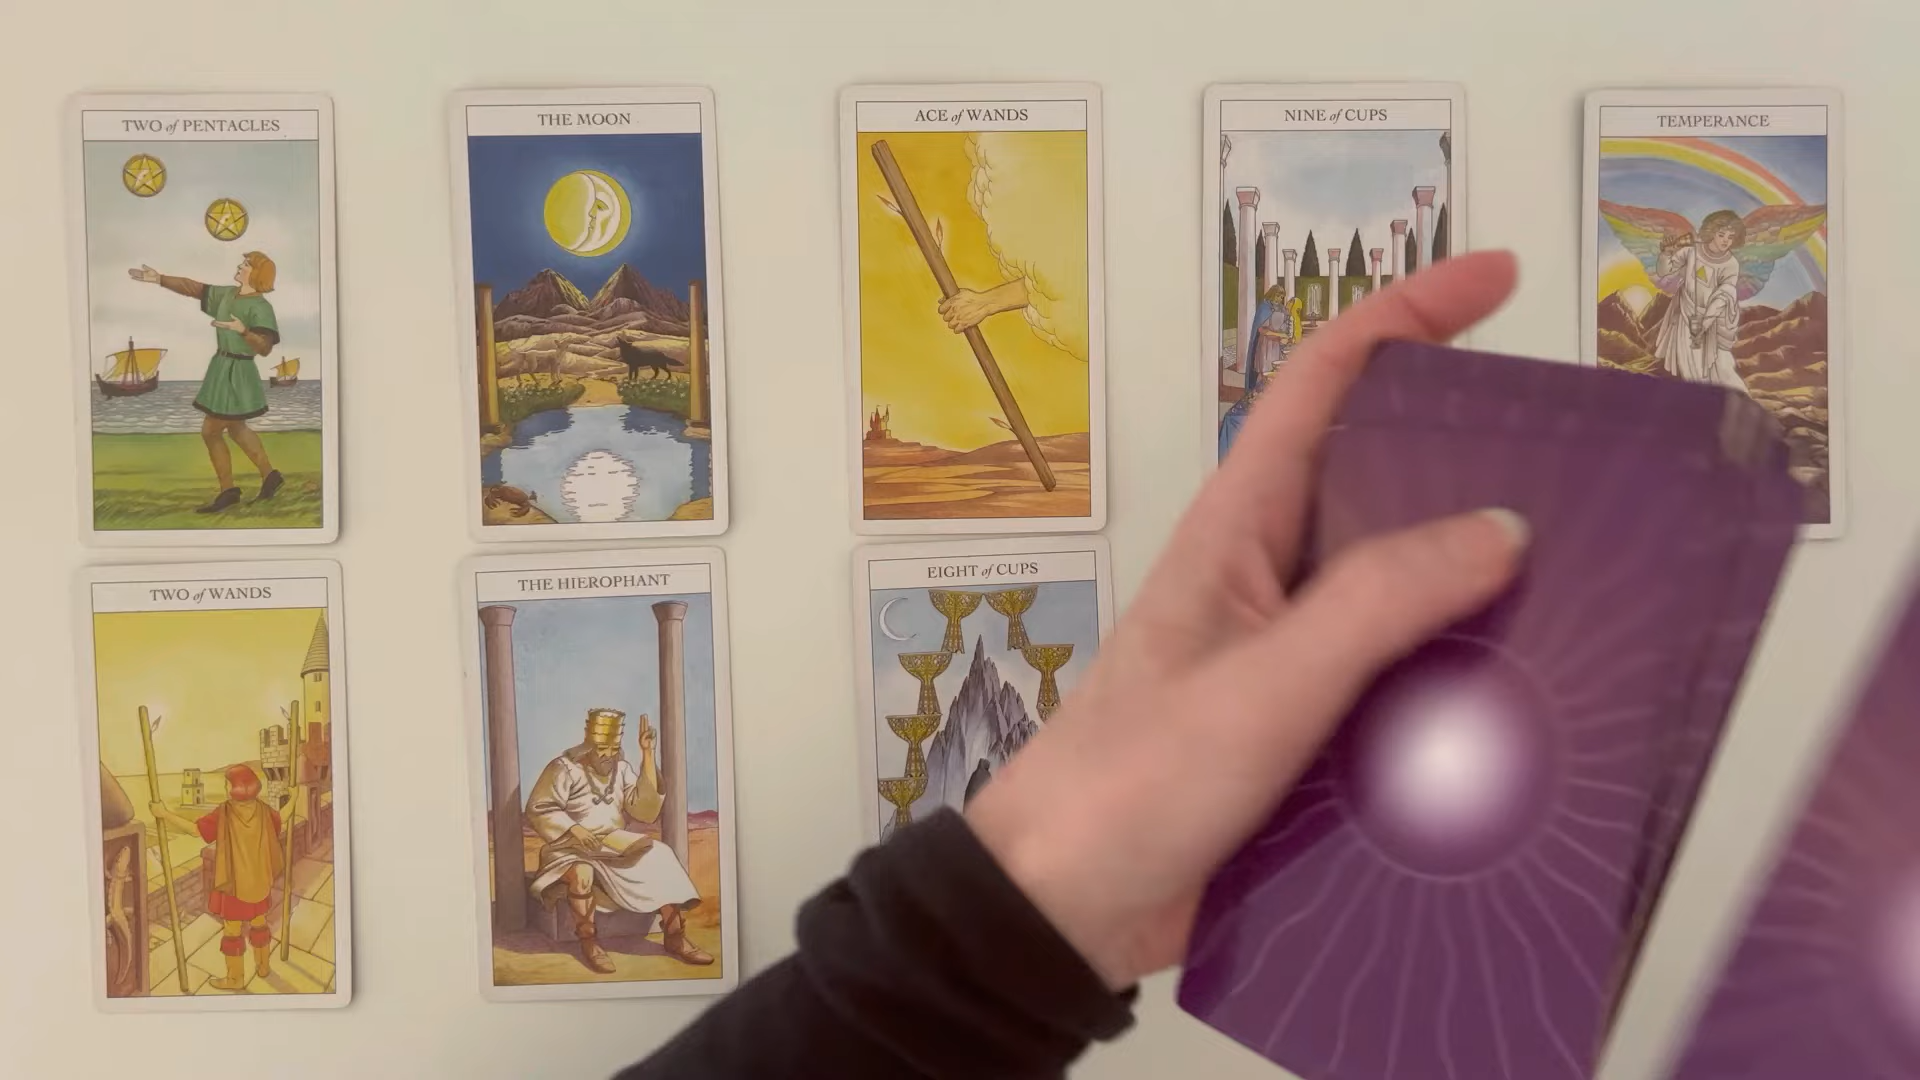 TWO of PENTACLES
THE MOON
ACE of WANDS
NINE of CUPS
TEMPERANCE
TWO of WANDS
THE HIEROPHANT
EIGHT of CUPS